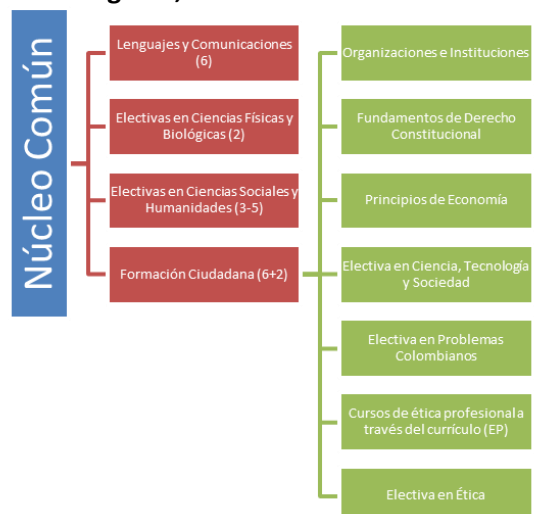 Núcleo Común
Lenguajes y Comunicaciones
(6)
Electivas en Ciencias Físicas y
Biológicas (2)
Electivas en Ciencias Sociales y
Humanidades (3-5)
Formación Ciudadana (6+2)
Organizaciones e Instituciones
Fundamentos de Derecho
Constitucional
Principios de Economía
Electiva en Ciencia, Tecnología
y Sociedad
Electiva en Problemas
Colombianos
Cursos de ética profesional a
través del currículo (EP)
Electiva en Ética